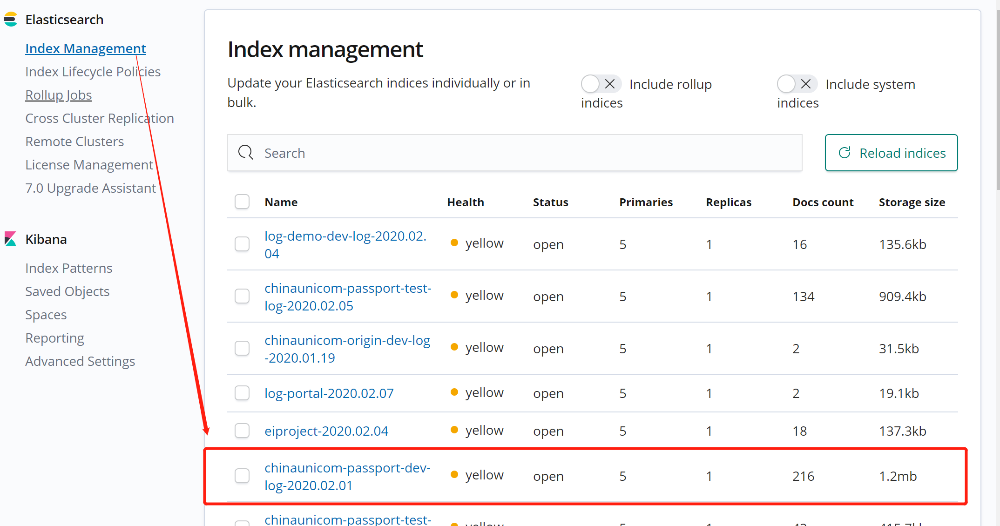 Elasticsearch
Index Management
Index Lifecycle Policies
Rollup Jobs
Cross Cluster Replication
Remote Clusters
License Management
7.0 Upgrade Assistant
Kibana
Index Patterns
Saved Objects
Spaces
Reporting
Advanced Settings
Index management
Update your Elasticsearch indices individually or in
bulk.
Include rollup
indices
Include system
indices
Search
Reload indices
Name Health Status Primaries Replicas Docs count Storage size
log-demo-dev-log-2020.02.
04
yellow open 5 1 16 135.6kb
chinaunicom-passport-test-
log-2020.02.05
yellow open 5 1 134 909.4kb
chinaunicom-origin-dev-log
-2020.01.19
yellow open 5 1 2 31.5kb
log-portal-2020.02.07 yellow open 5 1 2 19.1kb
eiproject-2020.02.04 yellow open 5 1 18 137.3kb
chinaunicom-passport-dev-
log-2020.02.01
yellow open 5 1 216 1.2mb
chinaunicom-passport-test-
yellow